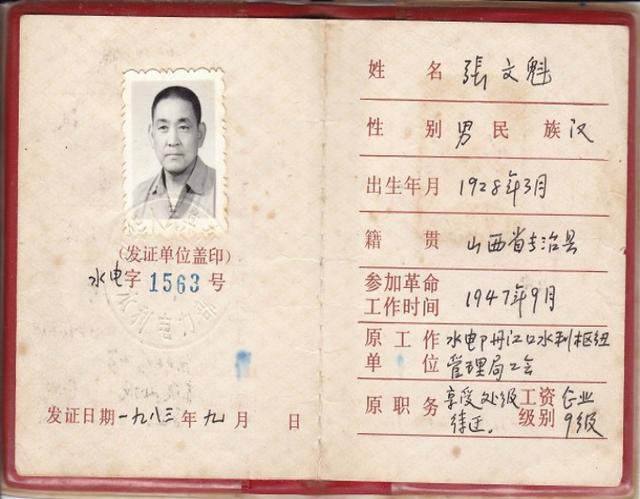 (发证单位盖印)
水电字 1563 号
水利电力部
发证日期一九八三年九月 日
姓名 張文魁
性别 男 民族 汉
出生年月 1928年3月
籍贯 山西省长治县
参加革命
工作时间 1947年9月
原工作 水电部丹江口水利枢纽
单位 管理局工会
原职务 享受处级 工资 企业
待遇. 级别 9级